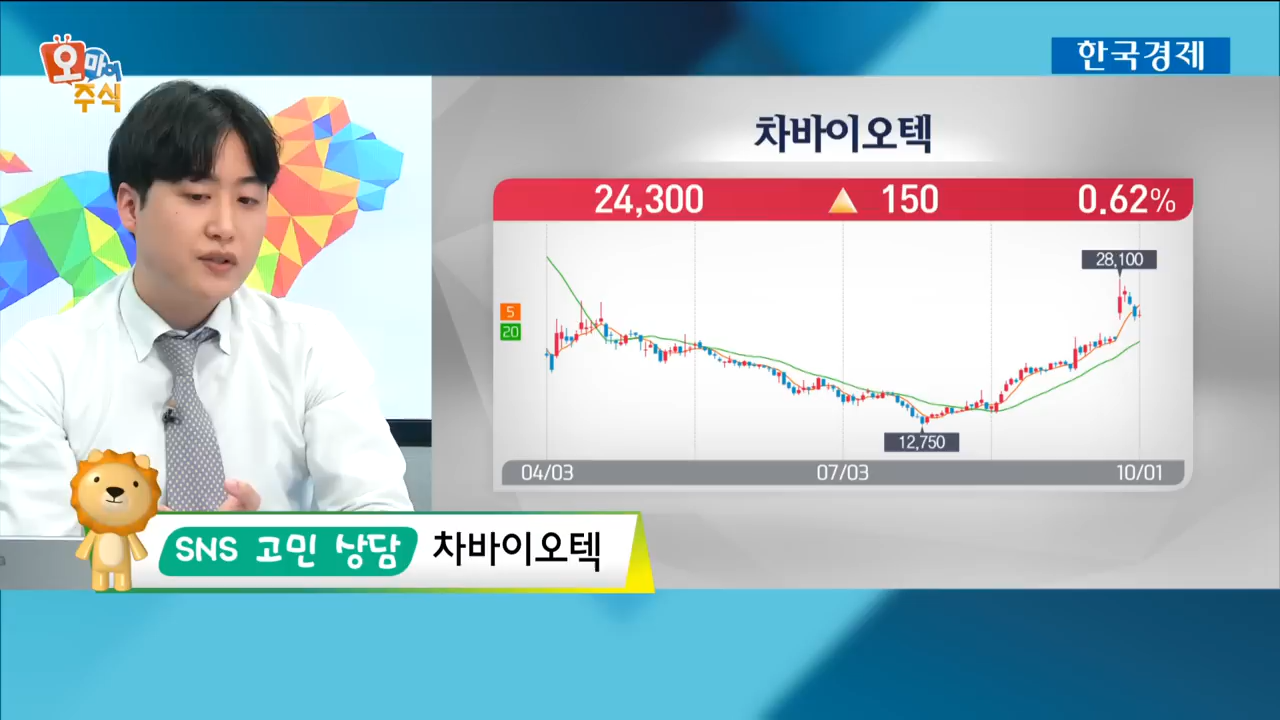 오마이
주식
한국경제
차바이오텍
24,300 ▲ 150 0.62%
28,100
5
20
12,750
04/03 07/03 10/01
SNS 고민 상담 차바이오텍